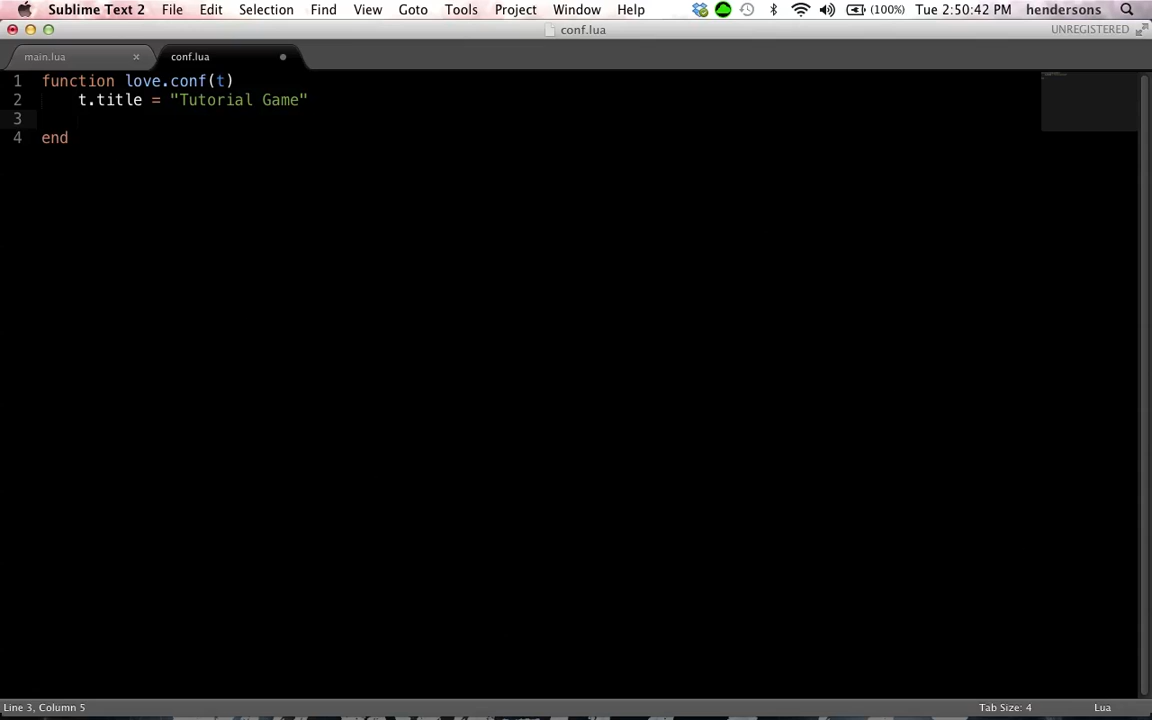 Sublime Text 2 File Edit Selection Find View Goto Tools Project Window Help (100%) Tue 2:50:42 PM hendersons
conf.lua UNREGISTERED
main.lua × conf.lua
1 function love.conf(t)
2 t.title = "Tutorial Game"
3
4 end
Line 3, Column 5 Tab Size: 4 Lua